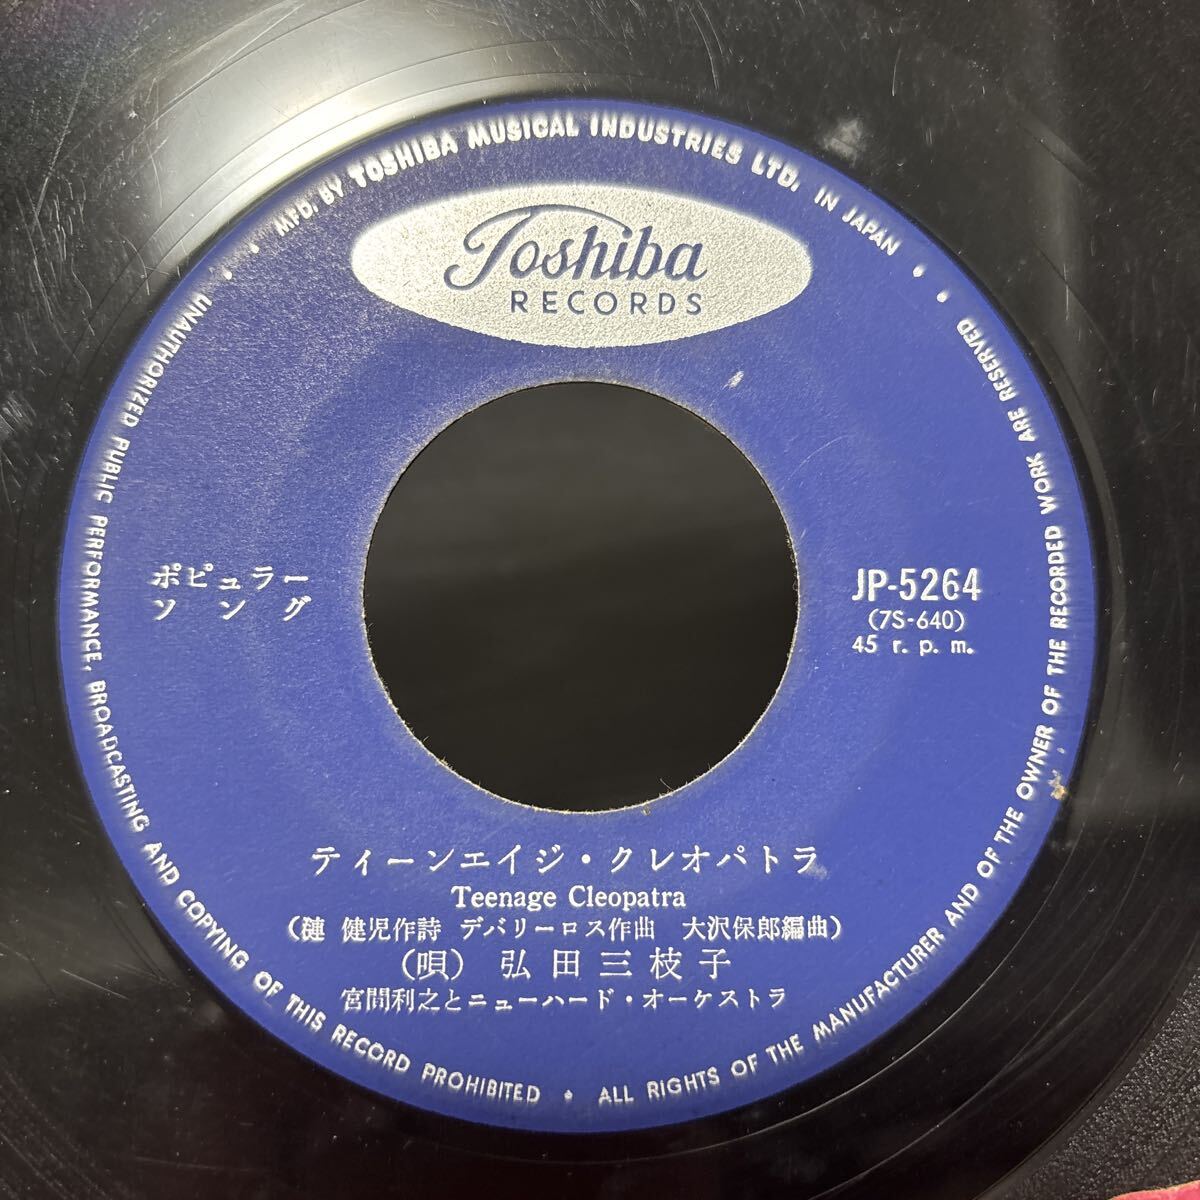 MFD. BY TOSHIBA MUSICAL INDUSTRIES LTD. IN JAPAN
Toshiba
RECORDS
ポピュラー
ソング
JP-5264
(7S-640)
45 r. p. m.
ティーンエイジ・クレオパトラ
Teenage Cleopatra
(漣 健児作詩 デバリーロス作曲 大沢保郎編曲)
(唄) 弘田三枝子
宮間利之とニューハード・オーケストラ
UNAUTHORIZED PUBLIC PERFORMANCE, BROADCASTING AND COPYING OF THIS RECORD PROHIBITED • ALL RIGHTS OF THE MANUFACTURER AND OF THE OWNER OF THE RECORDED WORK ARE RESERVED